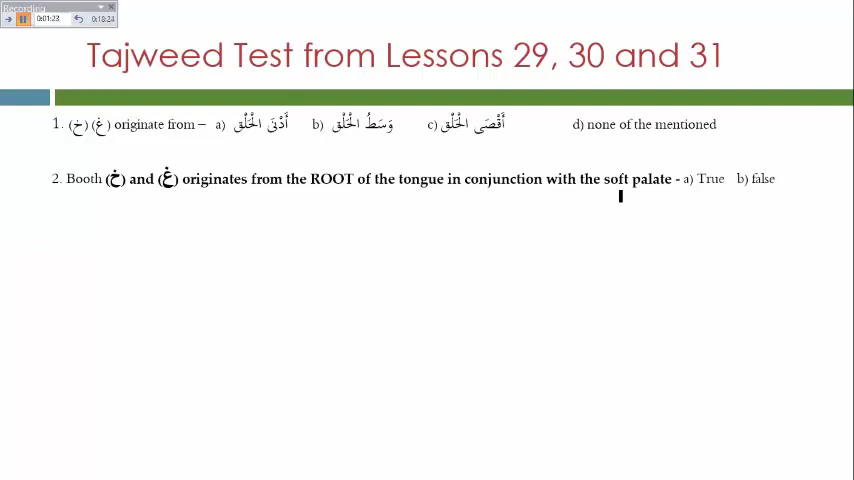 Recording
0:01:23
0:18:24
Tajweed Test from Lessons 29, 30 and 31
1. (خ) (غ) originate from – a) أَدْنَى الْحَلْق b) وَسَطُ الْحَلْق c) أَقْصَى الْحَلْق d) none of the mentioned
2. Booth (خ) and (غ) originates from the ROOT of the tongue in conjunction with the soft palate - a) True b) false